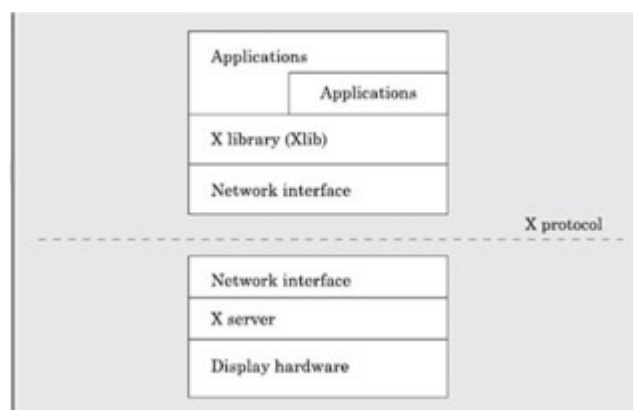 Applications
Applications
X library (Xlib)
Network interface
X protocol
Network interface
X server
Display hardware